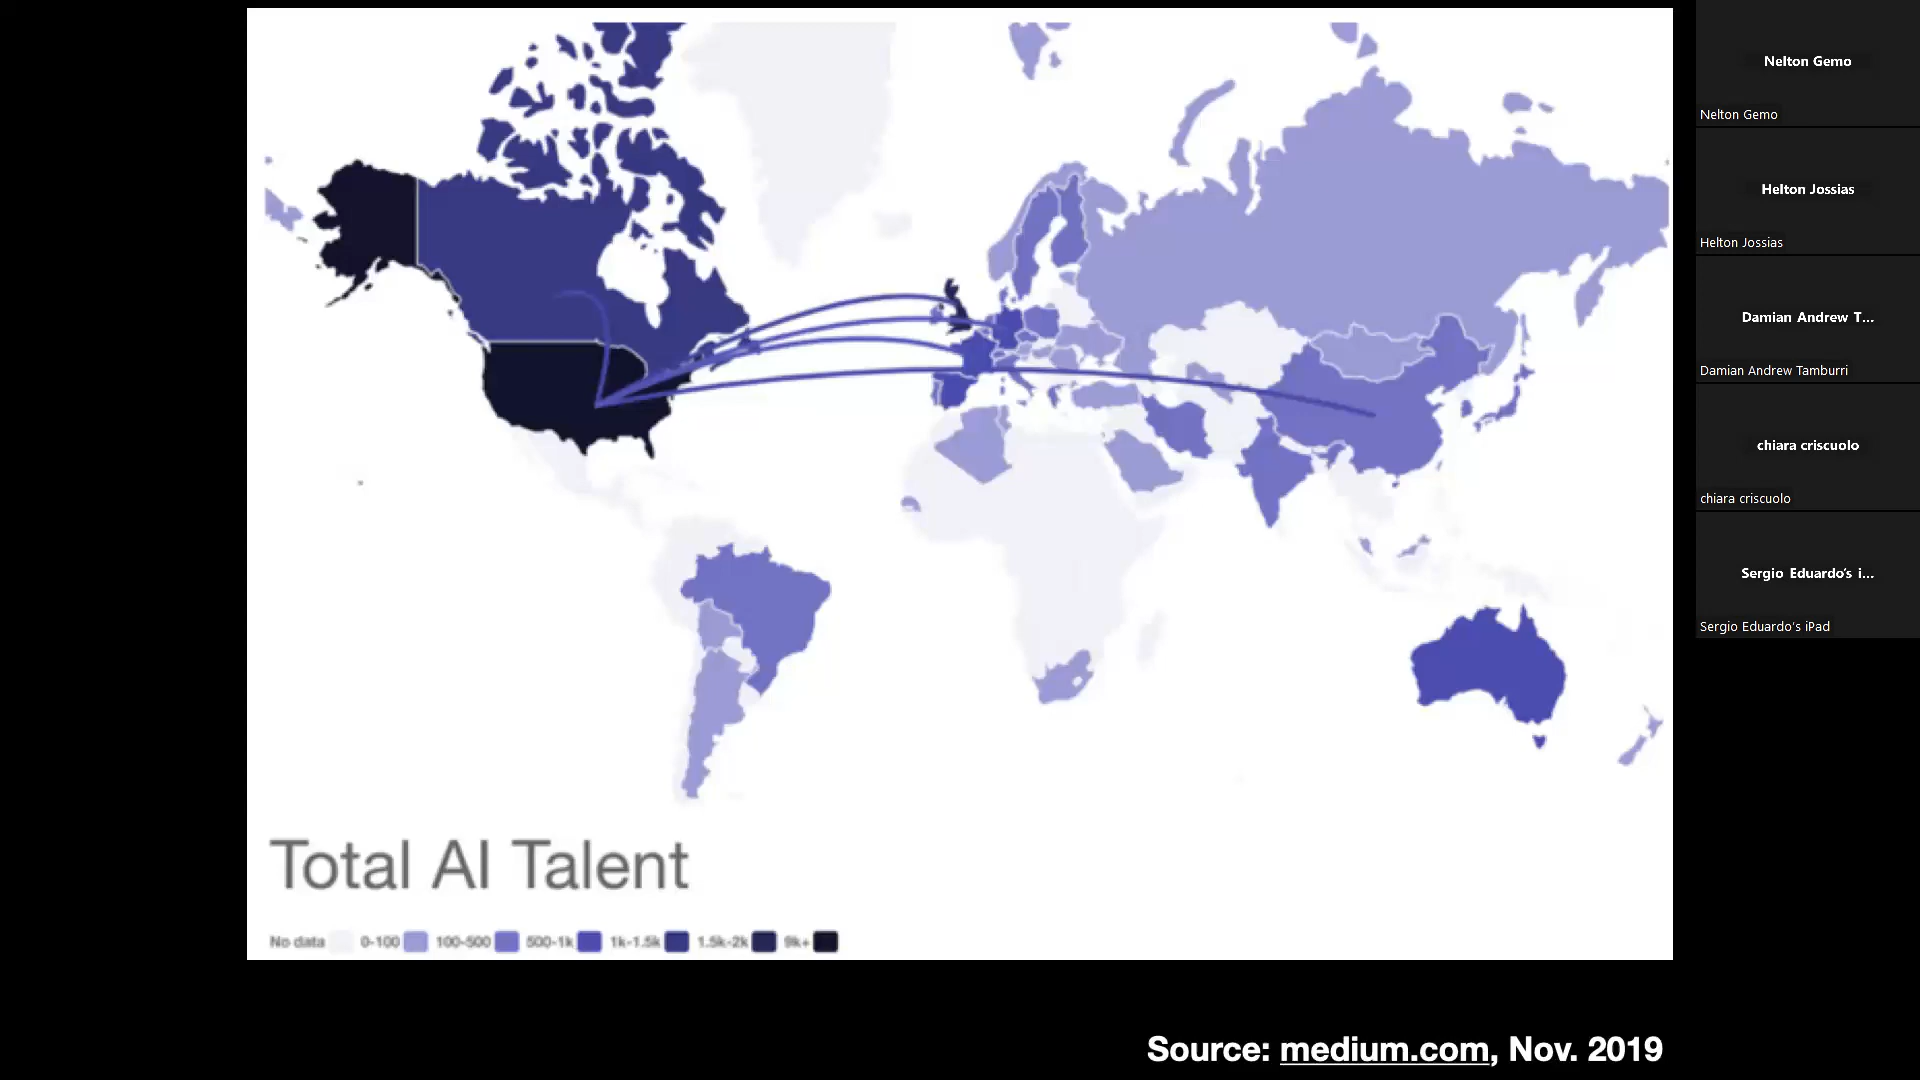 Total AI Talent
No data 0-100 100-500 500-1k 1k-1.5k 1.5k-2k 9k+
Source: medium.com, Nov. 2019
Nelton Gemo
Nelton Gemo
Helton Jossias
Helton Jossias
Damian Andrew T...
Damian Andrew Tamburri
chiara criscuolo
chiara criscuolo
Sergio Eduardo's i...
Sergio Eduardo's iPad